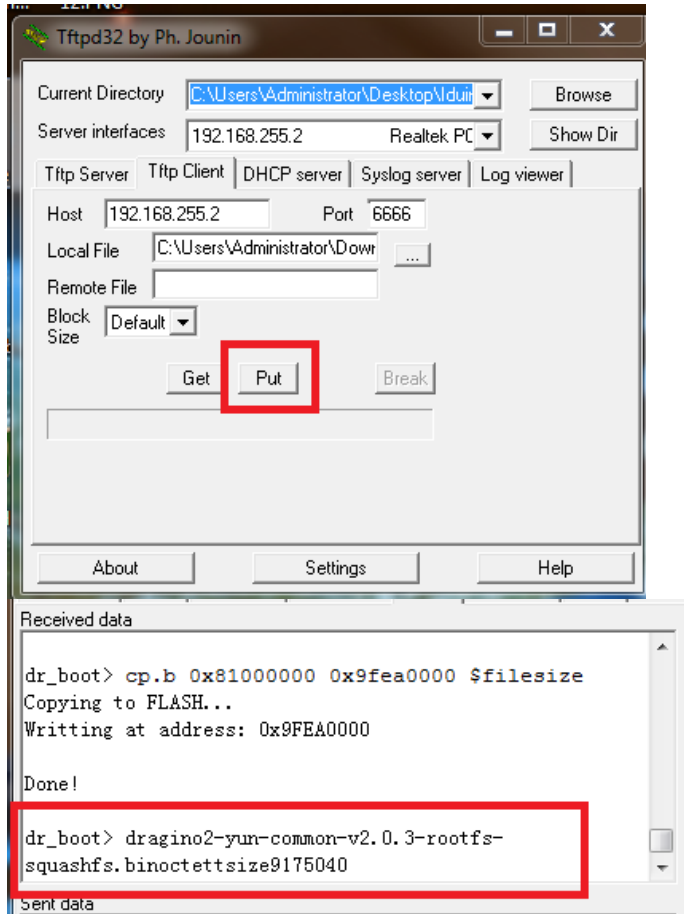 12.PNG
Tftpd32 by Ph. Jounin
Current Directory C:\Users\Administrator\Desktop\Iduir Browse
Server interfaces 192.168.255.2 Realtek PC Show Dir
Tftp Server Tftp Client DHCP server Syslog server Log viewer
Host 192.168.255.2 Port 6666
Local File C:\Users\Administrator\Dowr ...
Remote File
Block
Size Default
Get Put Break
About Settings Help
Received data
dr_boot> cp.b 0x81000000 0x9fea0000 $filesize
Copying to FLASH...
Writting at address: 0x9FEA0000
Done!
dr_boot> dragino2-yun-common-v2.0.3-rootfs-
squashfs.binoctettsize9175040
Sent data